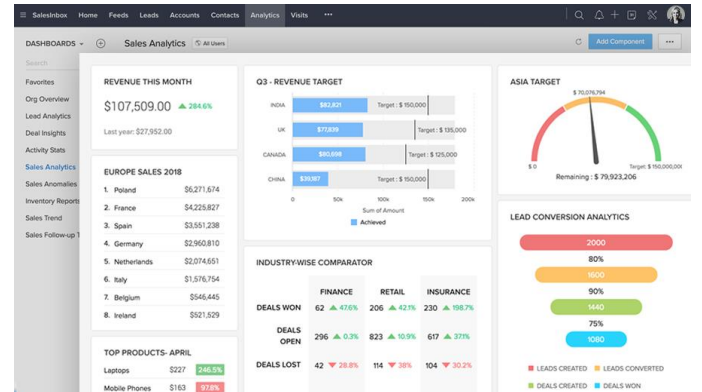 SalesInbox Home Feeds Leads Accounts Contacts Analytics Visits •••
DASHBOARDS
Sales Analytics All Users
Add Component •••
Search
Favorites
Org Overview
Lead Analytics
Deal Insights
Activity Stats
Sales Analytics
Sales Anomalies
Inventory Reports
Sales Trend
Sales Follow-up T
REVENUE THIS MONTH
$107,509.00 284.6%
Last year: $27,952.00
EUROPE SALES 2018
1. Poland $6,271,674
2. France $4,225,827
3. Spain $3,551,238
4. Germany $2,960,810
5. Netherlands $2,074,651
6. Italy $1,576,754
7. Belgium $546,445
8. Ireland $521,529
TOP PRODUCTS- APRIL
Laptops $227 246.5%
Mobile Phones $163 97.8%
Q3 - REVENUE TARGET
INDIA $82,821 Target : $ 150,000
UK $77,839 Target : $ 135,000
CANADA $80,698 Target : $ 125,000
CHINA $39,167 Target : $ 150,000
0 50k 100k 150k 200k
Sum of Amount
Achieved
INDUSTRY-WISE COMPARATOR
FINANCE RETAIL INSURANCE
DEALS WON 62 47.6% 206 42.1% 230 198.7%
DEALS
OPEN 296 0.3% 823 10.9% 617 37.1%
DEALS LOST 42 28.8% 114 38% 104 30.2%
ASIA TARGET
$ 70,076,794
$ 0 Target: $ 150,000,000
Remaining : $ 79,923,206
LEAD CONVERSION ANALYTICS
2000
80%
1600
90%
1440
75%
1080
LEADS CREATED LEADS CONVERTED
DEALS CREATED DEALS WON